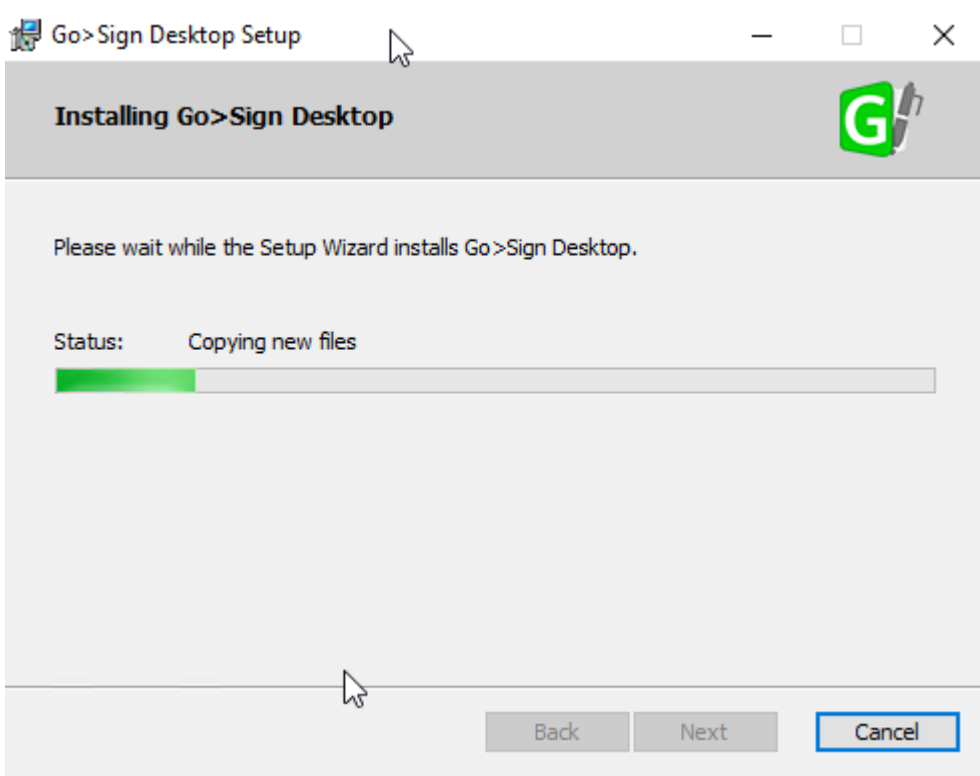 Go>Sign Desktop Setup
Installing Go>Sign Desktop
G
Please wait while the Setup Wizard installs Go>Sign Desktop.
Status: Copying new files
Back Next Cancel